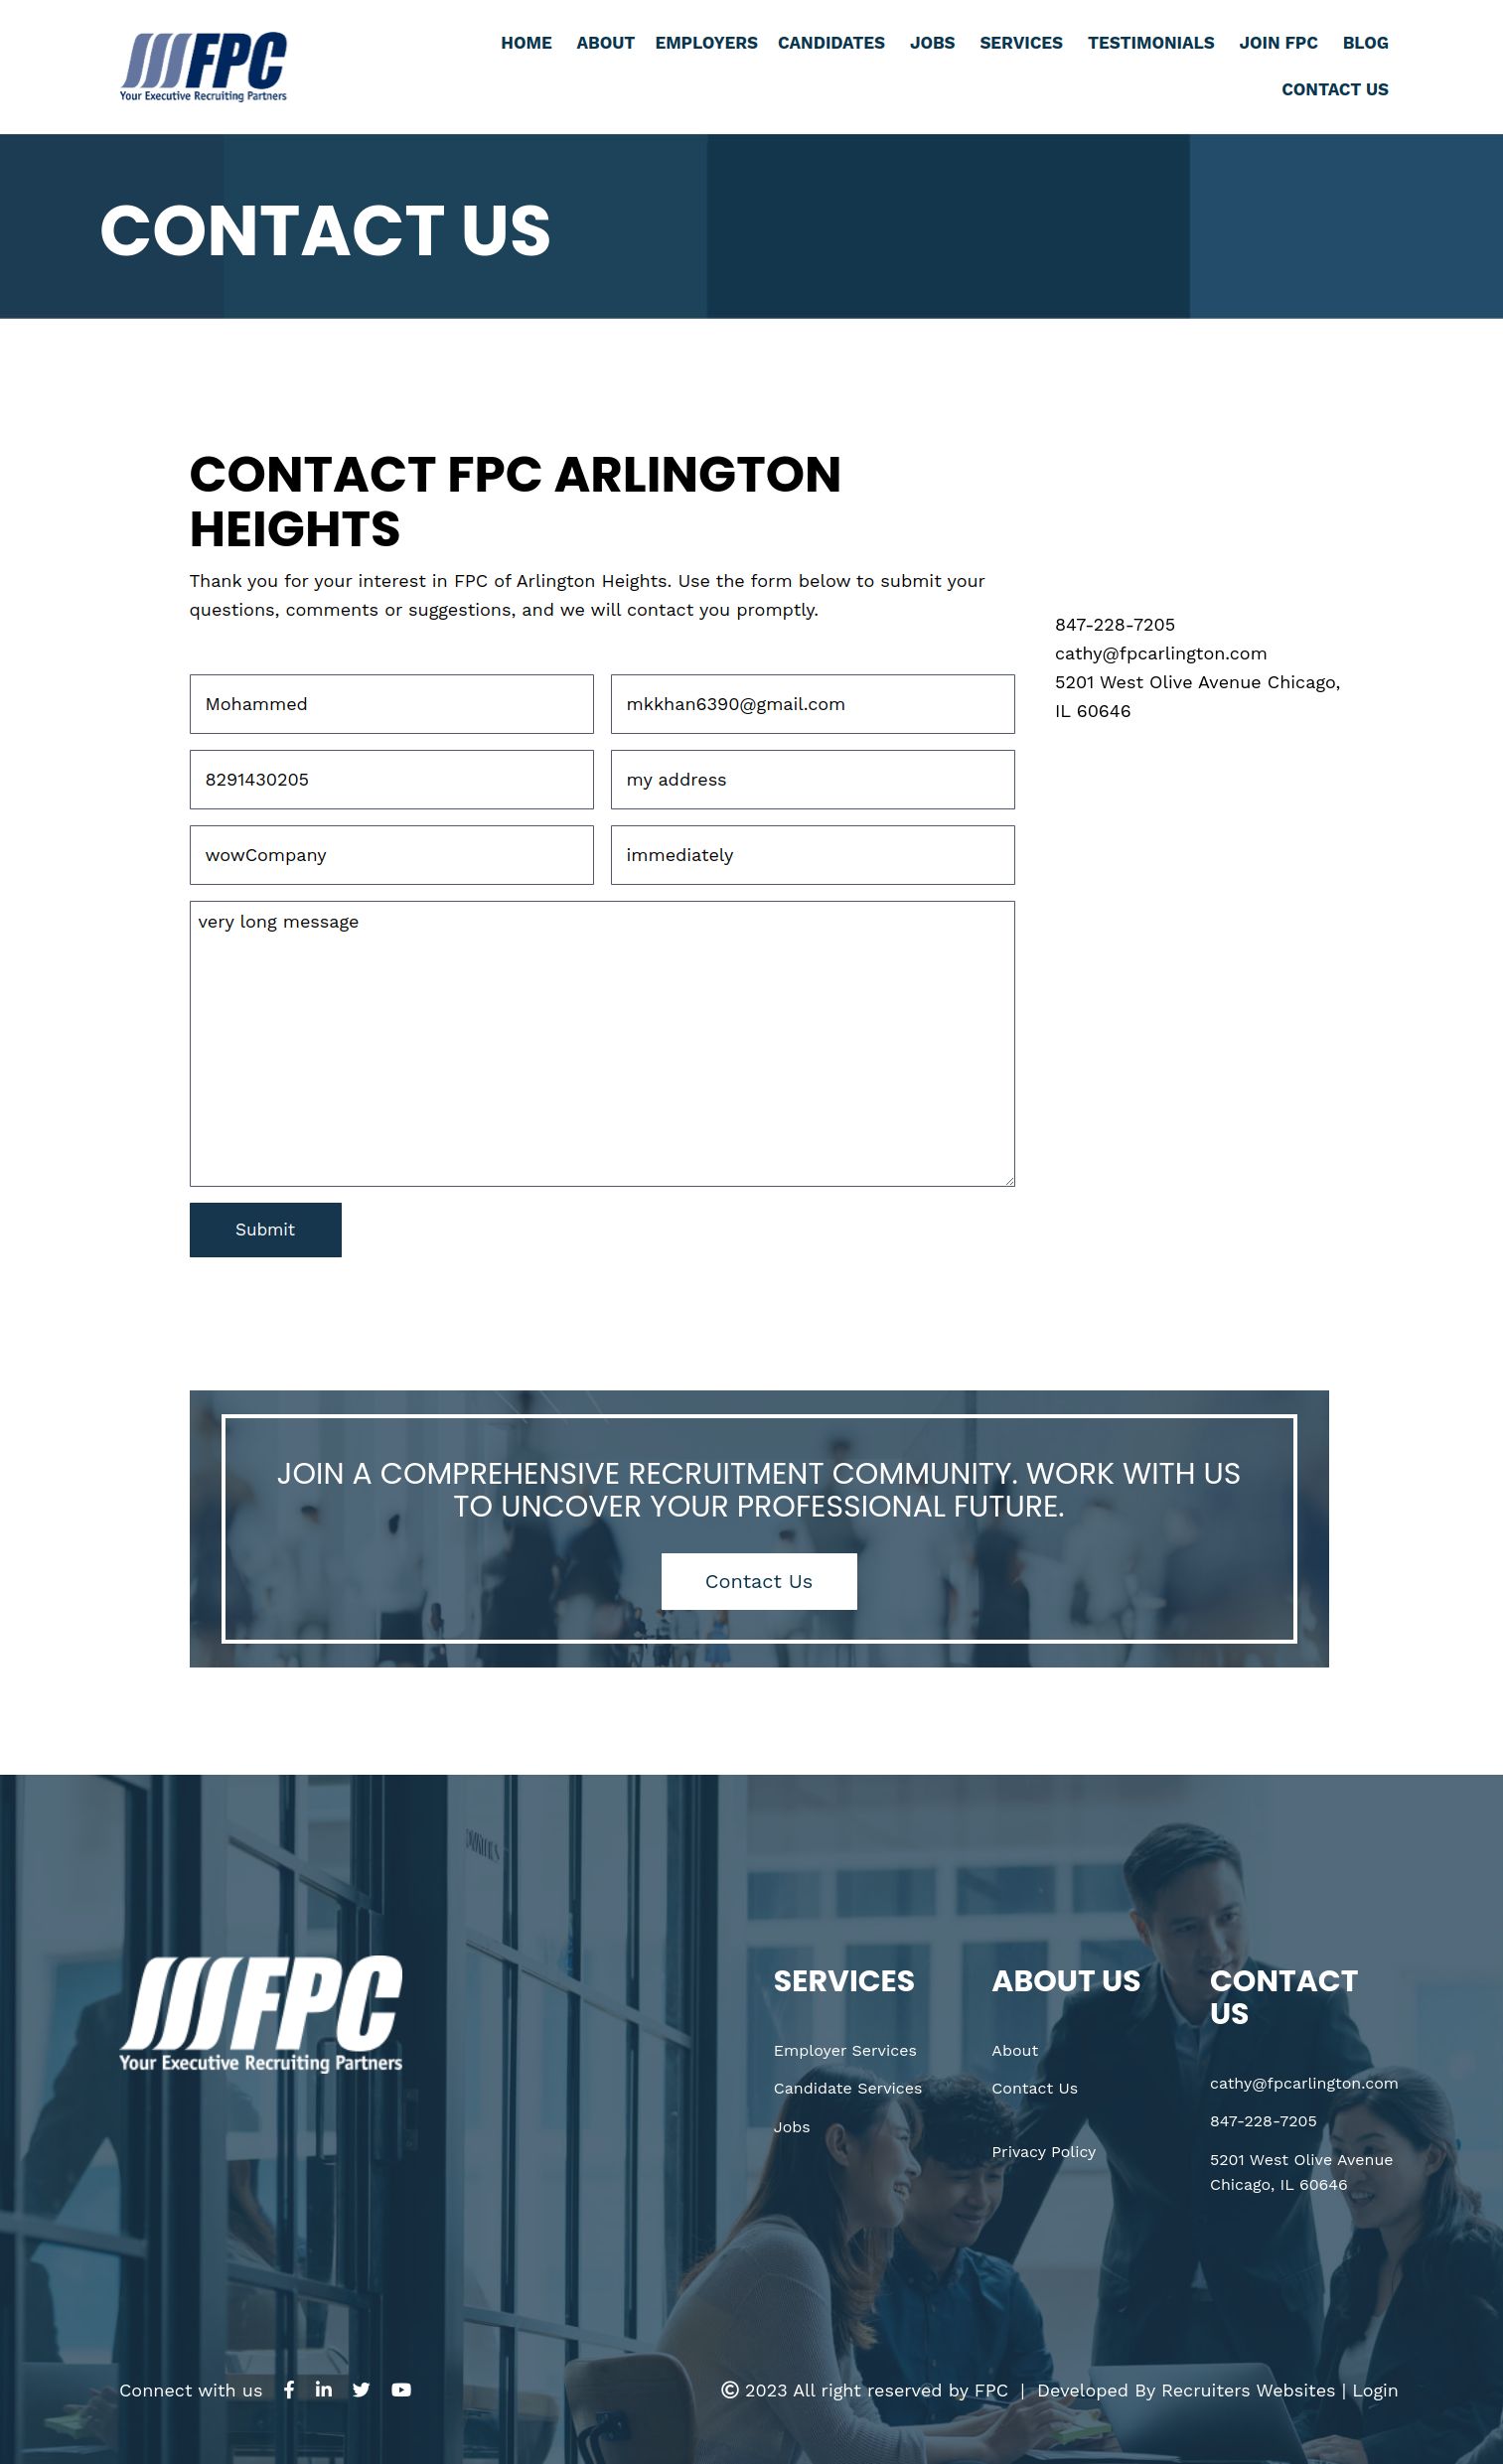 FPC
Your Executive Recruiting Partners
HOME ABOUT EMPLOYERS CANDIDATES JOBS SERVICES TESTIMONIALS JOIN FPC BLOG
CONTACT US
CONTACT US
CONTACT FPC ARLINGTON
HEIGHTS
Thank you for your interest in FPC of Arlington Heights. Use the form below to submit your
questions, comments or suggestions, and we will contact you promptly.
847-228-7205
cathy@fpcarlington.com
5201 West Olive Avenue Chicago,
IL 60646
Mohammed
mkkhan6390@gmail.com
8291430205
my address
wowCompany
immediately
very long message
Submit
JOIN A COMPREHENSIVE RECRUITMENT COMMUNITY. WORK WITH US
TO UNCOVER YOUR PROFESSIONAL FUTURE.
Contact Us
FPC
Your Executive Recruiting Partners
SERVICES
Employer Services
Candidate Services
Jobs
ABOUT US
About
Contact Us
Privacy Policy
CONTACT
US
cathy@fpcarlington.com
847-228-7205
5201 West Olive Avenue
Chicago, IL 60646
Connect with us
© 2023 All right reserved by FPC | Developed By Recruiters Websites | Login